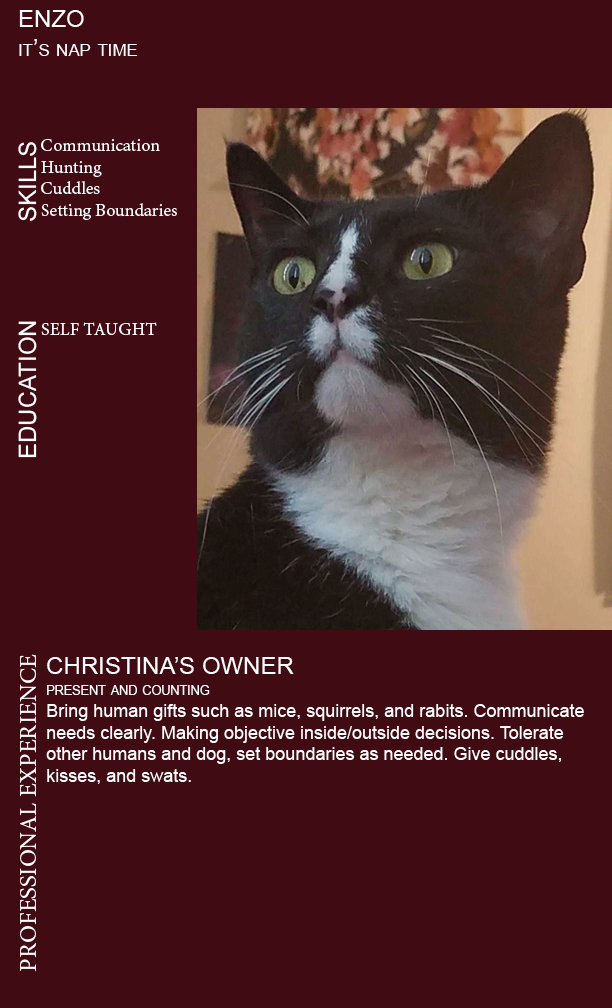 ENZO
IT'S NAP TIME
SKILLS
Communication
Hunting
Cuddles
Setting Boundaries
EDUCATION
SELF TAUGHT
PROFESSIONAL EXPERIENCE
CHRISTINA'S OWNER
PRESENT AND COUNTING
Bring human gifts such as mice, squirrels, and rabits. Communicate
needs clearly. Making objective inside/outside decisions. Tolerate
other humans and dog, set boundaries as needed. Give cuddles,
kisses, and swats.